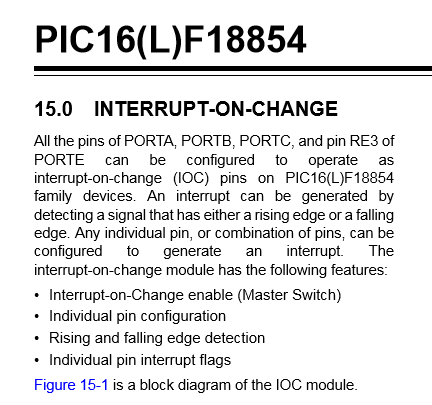 PIC16(L)F18854
15.0 INTERRUPT-ON-CHANGE
All the pins of PORTA, PORTB, PORTC, and pin RE3 of
PORTE can be configured to operate as
interrupt-on-change (IOC) pins on PIC16(L)F18854
family devices. An interrupt can be generated by
detecting a signal that has either a rising edge or a falling
edge. Any individual pin, or combination of pins, can be
configured to generate an interrupt. The
interrupt-on-change module has the following features:
• Interrupt-on-Change enable (Master Switch)
• Individual pin configuration
• Rising and falling edge detection
• Individual pin interrupt flags
Figure 15-1 is a block diagram of the IOC module.